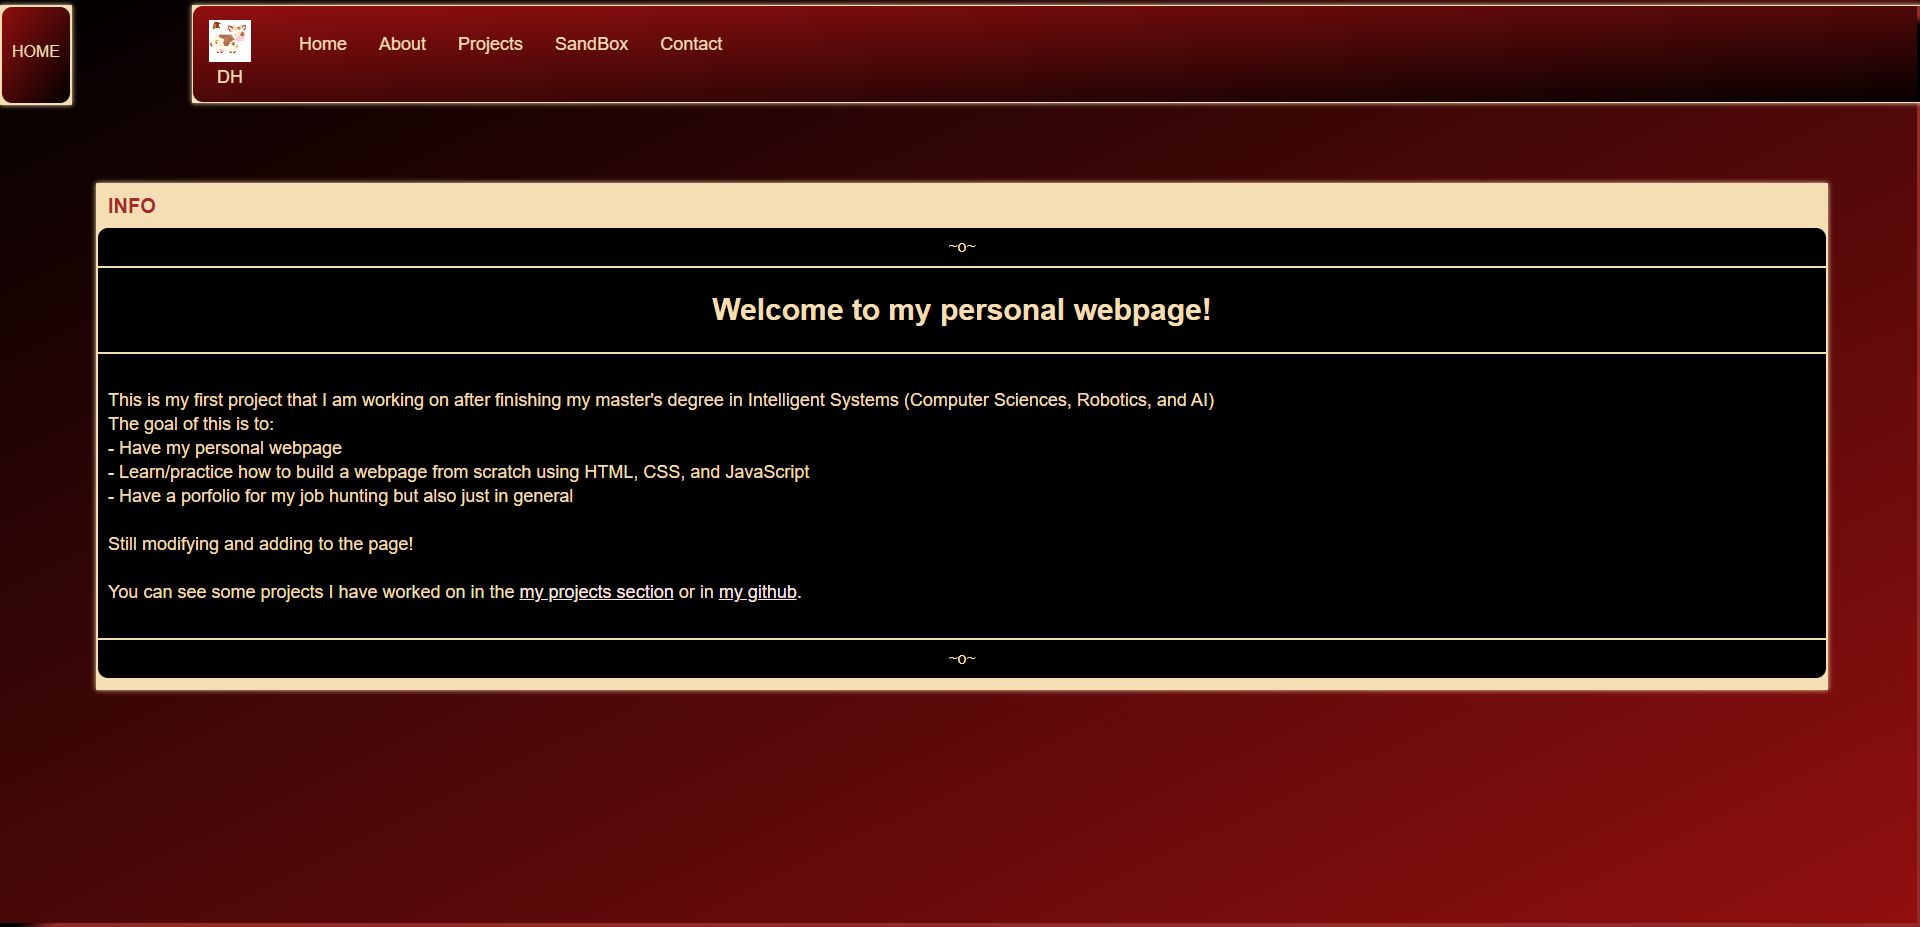 HOME
DH
Home About Projects SandBox Contact
INFO
~o~
Welcome to my personal webpage!
This is my first project that I am working on after finishing my master's degree in Intelligent Systems (Computer Sciences, Robotics, and AI)
The goal of this is to:
- Have my personal webpage
- Learn/practice how to build a webpage from scratch using HTML, CSS, and JavaScript
- Have a porfolio for my job hunting but also just in general
Still modifying and adding to the page!
You can see some projects I have worked on in the my projects section or in my github.
~o~